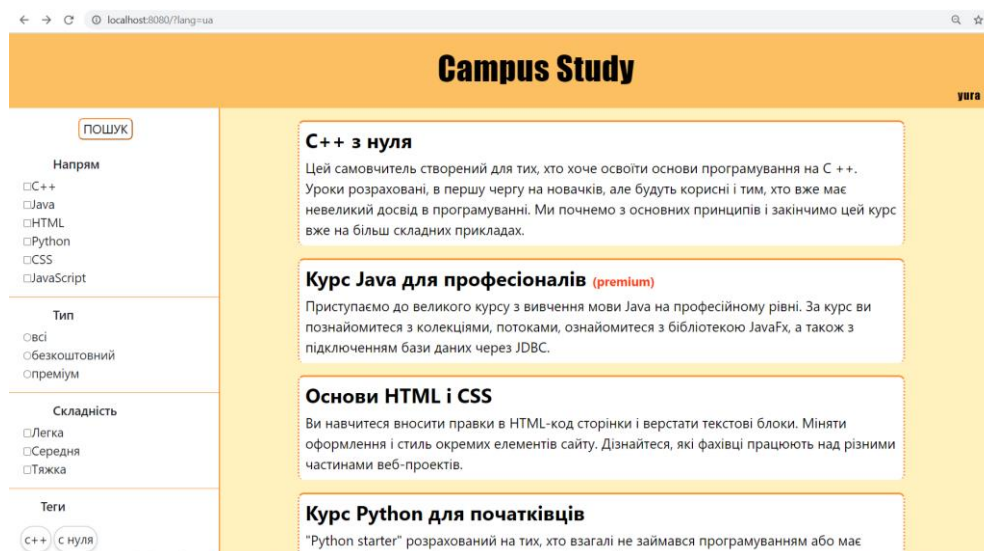 localhost:8080/?lang=ua
Campus Study
yura
ПОШУК
Напрям
C++
Java
HTML
Python
CSS
JavaScript
Тип
всі
безкоштовний
преміум
Складність
Легка
Середня
Тяжка
Теги
c++ с нуля
C++ з нуля
Цей самовчитель створений для тих, хто хоче освоїти основи програмування на C ++.
Уроки розраховані, в першу чергу на новачків, але будуть корисні і тим, хто вже має
невеликий досвід в програмуванні. Ми почнемо з основних принципів і закінчимо цей курс
вже на більш складних прикладах.
Курс Java для професіоналів (premium)
Приступаємо до великого курсу з вивчення мови Java на професійному рівні. За курс ви
познайомитеся з колекціями, потоками, ознайомитеся з бібліотекою JavaFx, а також з
підключенням бази даних через JDBC.
Основи HTML і CSS
Ви навчитеся вносити правки в HTML-код сторінки і верстати текстові блоки. Міняти
оформлення і стиль окремих елементів сайту. Дізнайтеся, які фахівці працюють над різними
частинами веб-проектів.
Курс Python для початківців
"Python starter" розрахований на тих, хто взагалі не займався програмуванням або має